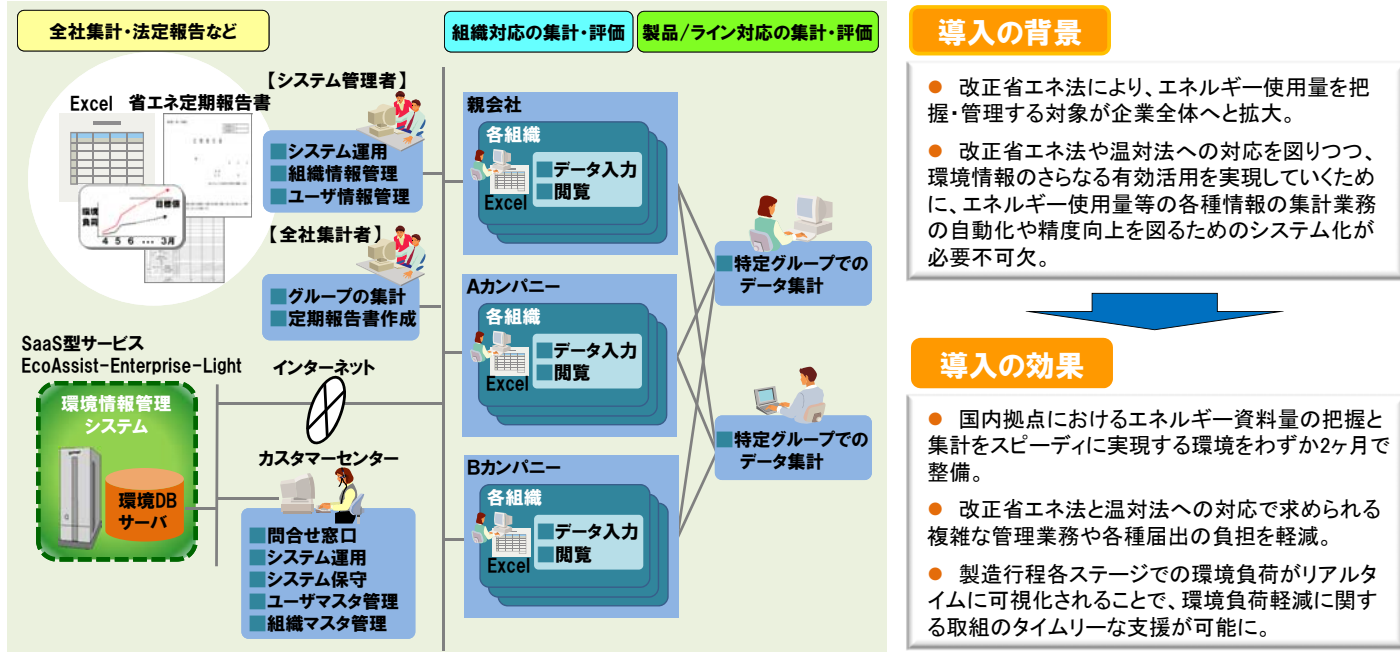 全社集計・法定報告など
組織対応の集計・評価
製品/ライン対応の集計・評価
Excel 省エネ定期報告書
環境
負荷
目標値
4 5 6 … 3月
【システム管理者】
■システム運用
■組織情報管理
■ユーザ情報管理
【全社集計者】
■グループの集計
■定期報告書作成
SaaS型サービス
EcoAssist-Enterprise-Light
環境情報管理
システム
環境DB
サーバ
インターネット
カスタマーセンター
■問合せ窓口
■システム運用
■システム保守
■ユーザマスタ管理
■組織マスタ管理
親会社
各組織
Excel
■データ入力
■閲覧
Aカンパニー
各組織
Excel
■データ入力
■閲覧
Bカンパニー
各組織
Excel
■データ入力
■閲覧
■特定グループでの
データ集計
■特定グループでの
データ集計
導入の背景
● 改正省エネ法により、エネルギー使用量を把
握・管理する対象が企業全体へと拡大。
● 改正省エネ法や温対法への対応を図りつつ、
環境情報のさらなる有効活用を実現していくため
に、エネルギー使用量等の各種情報の集計業務
の自動化や精度向上を図るためのシステム化が
必要不可欠。
導入の効果
● 国内拠点におけるエネルギー資料量の把握と
集計をスピーディに実現する環境をわずか2ヶ月で
整備。
● 改正省エネ法と温対法への対応で求められる
複雑な管理業務や各種届出の負担を軽減。
● 製造行程各ステージでの環境負荷がリアルタ
イムに可視化されることで、環境負荷軽減に関す
る取組のタイムリーな支援が可能に。